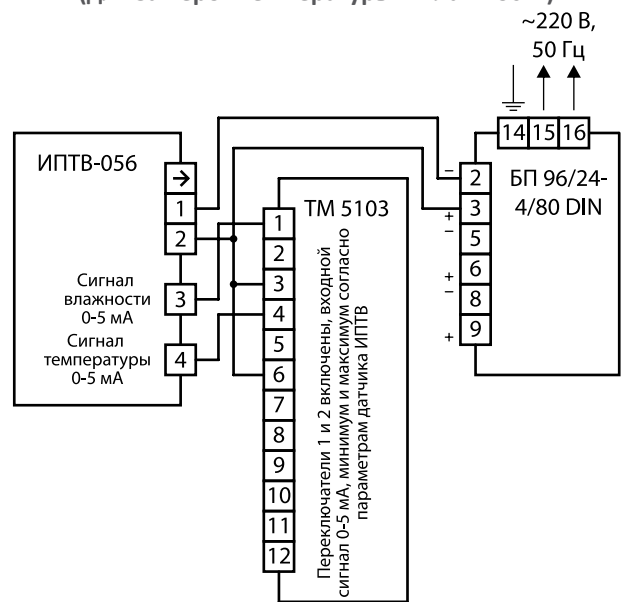 ~220 В,
50 Гц
14 15 16
ИПТВ-056
→
1
2
3
4
Сигнал
влажности
0-5 мА
Сигнал
температуры
0-5 мА
ТМ 5103
1
2
3
4
5
6
7
8
9
10
11
12
Переключатели 1 и 2 включены, входной
сигнал 0-5 мА, минимум и максимум согласно
параметрам датчика ИПТВ
БП 96/24-
4/80 DIN
− 2
+ 3
− 5
+ 6
− 8
+ 9